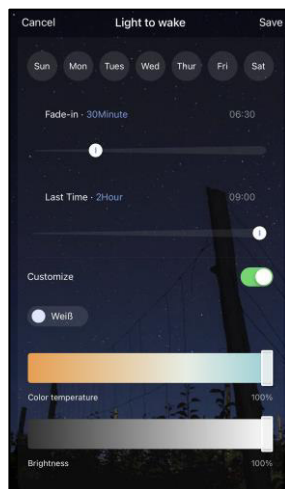 Cancel Light to wake Save
Sun Mon Tues Wed Thur Fri Sat
Fade-in · 30Minute 06:30
Last Time · 2Hour 09:00
Customize
Weiß
Color temperature 100%
Brightness 100%